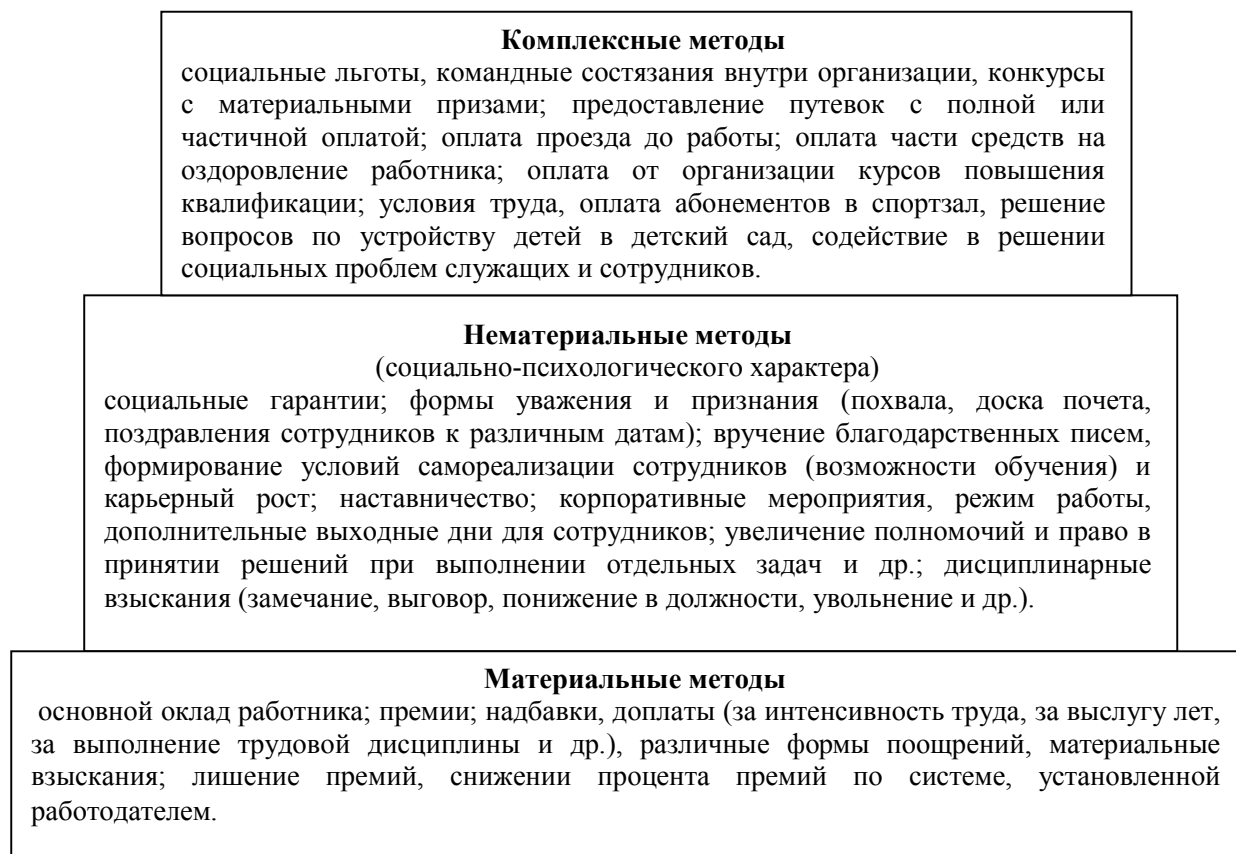 Комплексные методы
социальные льготы, командные состязания внутри организации, конкурсы
с материальными призами; предоставление путевок с полной или
частичной оплатой; оплата проезда до работы; оплата части средств на
оздоровление работника; оплата от организации курсов повышения
квалификации; условия труда, оплата абонементов в спортзал, решение
вопросов по устройству детей в детский сад, содействие в решении
социальных проблем служащих и сотрудников.
Нематериальные методы
(социально-психологического характера)
социальные гарантии; формы уважения и признания (похвала, доска почета,
поздравления сотрудников к различным датам); вручение благодарственных писем,
формирование условий самореализации сотрудников (возможности обучения) и
карьерный рост; наставничество; корпоративные мероприятия, режим работы,
дополнительные выходные дни для сотрудников; увеличение полномочий и право в
принятии решений при выполнении отдельных задач и др.; дисциплинарные
взыскания (замечание, выговор, понижение в должности, увольнение и др.).
Материальные методы
основной оклад работника; премии; надбавки, доплаты (за интенсивность труда, за выслугу лет,
за выполнение трудовой дисциплины и др.), различные формы поощрений, материальные
взыскания; лишение премий, снижении процента премий по системе, установленной
работодателем.